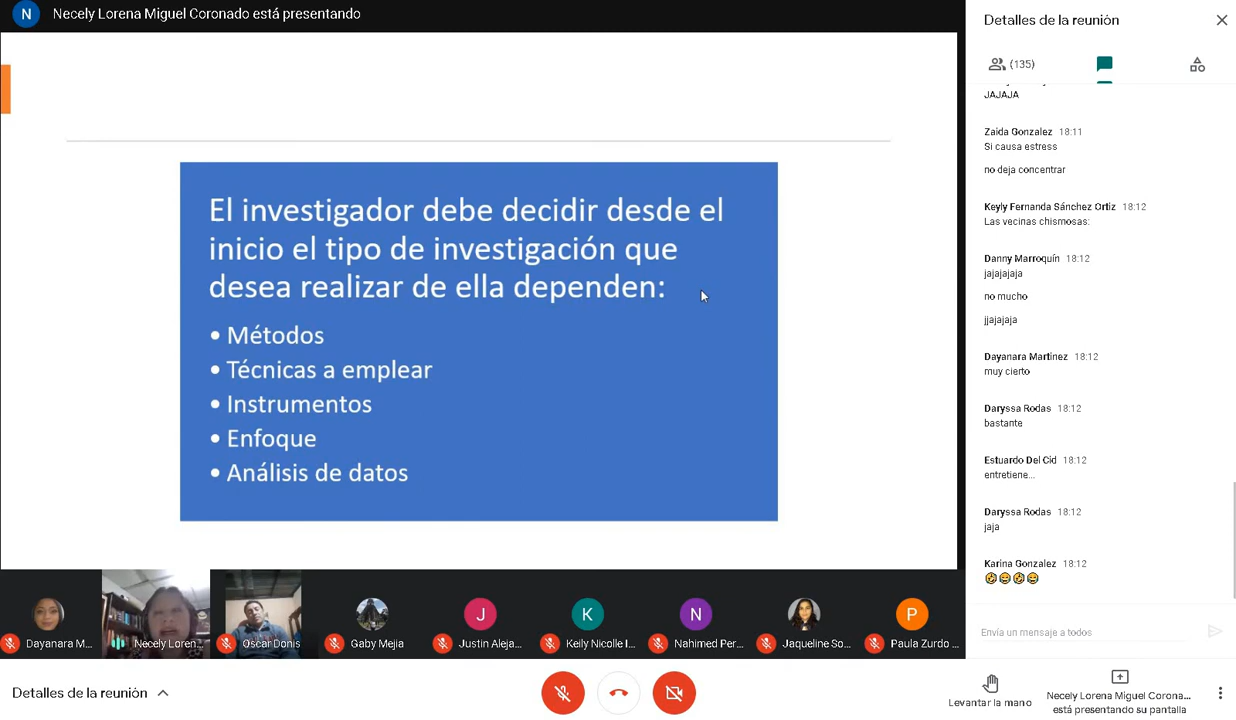 N
Necely Lorena Miguel Coronado está presentando
El investigador debe decidir desde el
inicio el tipo de investigación que
desea realizar de ella dependen:
• Métodos
• Técnicas a emplear
• Instrumentos
• Enfoque
• Análisis de datos
J
K
N
P
Dayanara M...
Necely Loren...
Oscar Donis
Gaby Mejia
Justin Aleja...
Keily Nicolle I...
Nahimed Per...
Jaqueline So...
Paula Zurdo ...
Detalles de la reunión
Levantar la mano
Necely Lorena Miguel Corona...
está presentando su pantalla
Detalles de la reunión
(135)
JAJAJA
Zaida Gonzalez 18:11
Si causa estress
no deja concentrar
Keyly Fernanda Sánchez Ortiz 18:12
Las vecinas chismosas:
Danny Marroquín 18:12
jajajajaja
no mucho
jjajajaja
Dayanara Martinez 18:12
muy cierto
Daryssa Rodas 18:12
bastante
Estuardo Del Cid 18:12
entretiene...
Daryssa Rodas 18:12
jaja
Karina Gonzalez 18:12
Envía un mensaje a todos